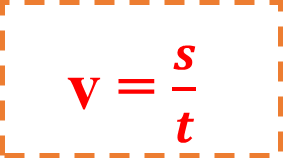 v = s/t